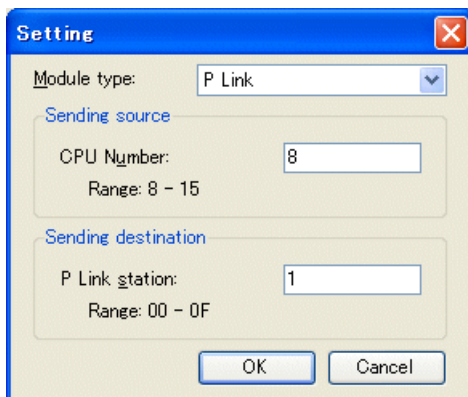 Setting
Module type: P Link
Sending source
CPU Number: 8
Range: 8 - 15
Sending destination
P Link station: 1
Range: 00 - 0F
OK Cancel